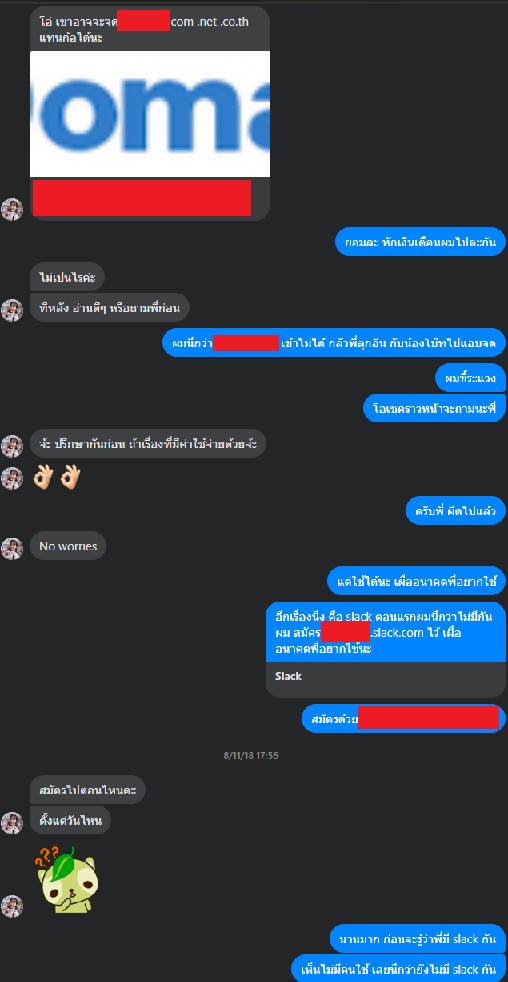 โอ๋ เขาอาจจะจด .com .net .co.th
แทนก้อได้นะ
oma
ยอมละ หักเงินเดือนผมไปละกัน
ไม่เปนไรค่ะ
ทีหลัง อ่านดีๆ หรือถามพี่ก่อน
ผมนึกว่า เข้าไม่ได้ กลัวพี่ลุกอัน กับน้องไบ๊ทไปแอบจด
ผมขี้ระแวง
โอเชคราวหน้าจะถามนะพี่
จ้ะ ปรึกษากันก่อน ถ้าเรื่องที่มีค่าใช้จ่ายด้วยจ้ะ
ครับพี่ ผิดไปแล้ว
No worries
แต่ใช้ได้นะ เผื่ออนาคตพี่อยากใช้
อีกเรื่องนึง คือ slack ตอนแรกผมนึกว่าไม่มีกัน
ผม สมัคร .slack.com ไว้ เผื่อ
อนาคตพี่อยากใช้นะ
Slack
สมัครด้วย
8/11/18 17:56
สมัครไปตอนไหนคะ
ตั้งแต่วันไหน
???
นานมาก ก่อนจะรู้ว่าพี่มี slack กัน
เห็นไม่มีคนใช้ เลยนึกว่ายังไม่มี slack กัน